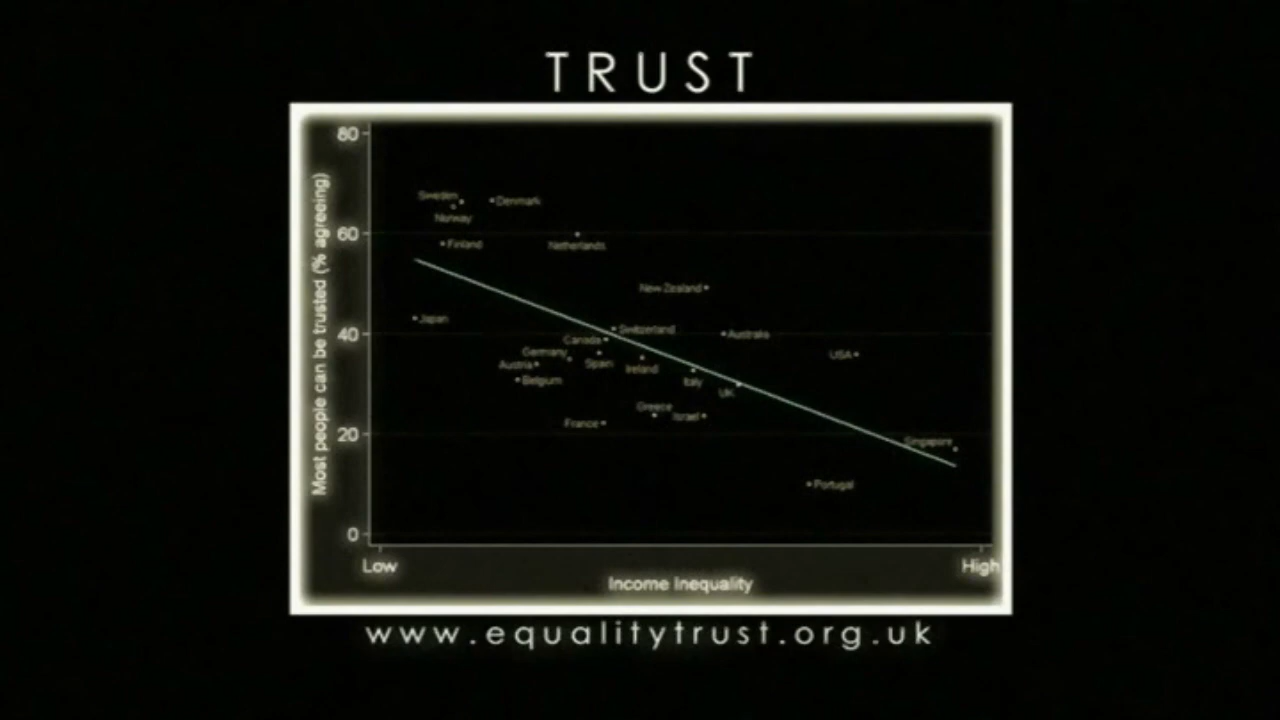 TRUST
80
Sweden
Denmark
Norway
60
Finland
Netherlands
New Zealand
Japan
Switzerland
40
Australia
Canada
Germany
USA
Austria
Spain
Ireland
Belgium
Italy
UK
Greece
Israel
France
20
Singapore
Portugal
0
Most people can be trusted (% agreeing)
Low
High
Income Inequality
www.equalitytrust.org.uk